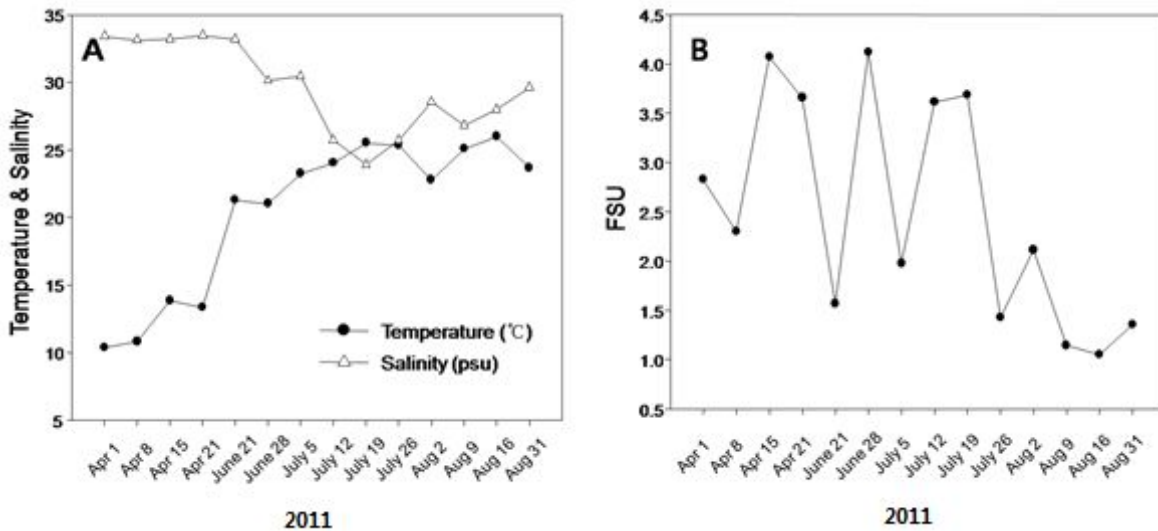 A
Temperature & Salinity
35
30
25
20
15
10
5
Temperature (℃)
Salinity (psu)
Apr 1
Apr 8
Apr 15
Apr 21
June 21
June 28
July 5
July 12
July 19
July 26
Aug 2
Aug 9
Aug 16
Aug 31
2011
B
FSU
4.5
4.0
3.5
3.0
2.5
2.0
1.5
1.0
0.5
Apr 1
Apr 8
Apr 15
Apr 21
June 21
June 28
July 5
July 12
July 19
July 26
Aug 2
Aug 9
Aug 16
Aug 31
2011